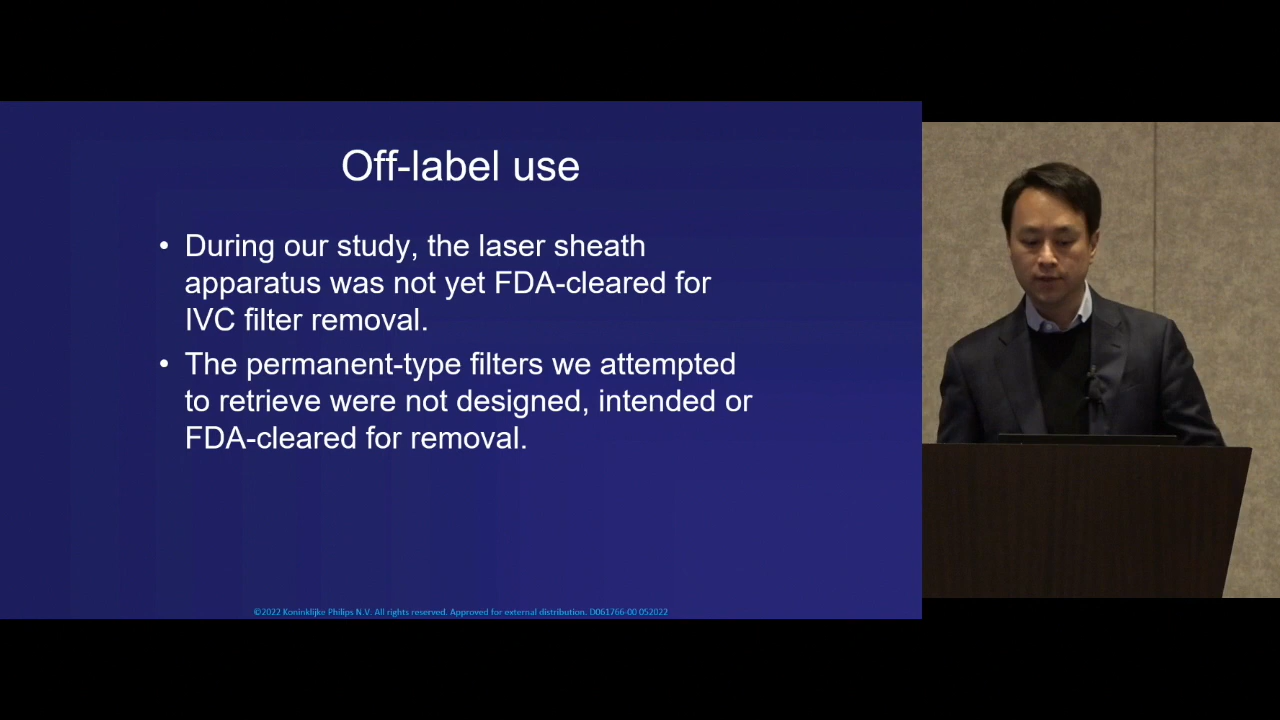 Off-label use
• During our study, the laser sheath
apparatus was not yet FDA-cleared for
IVC filter removal.
• The permanent-type filters we attempted
to retrieve were not designed, intended or
FDA-cleared for removal.
©2022 Koninklijke Philips N.V. All rights reserved. Approved for external distribution. D061766-00 052022